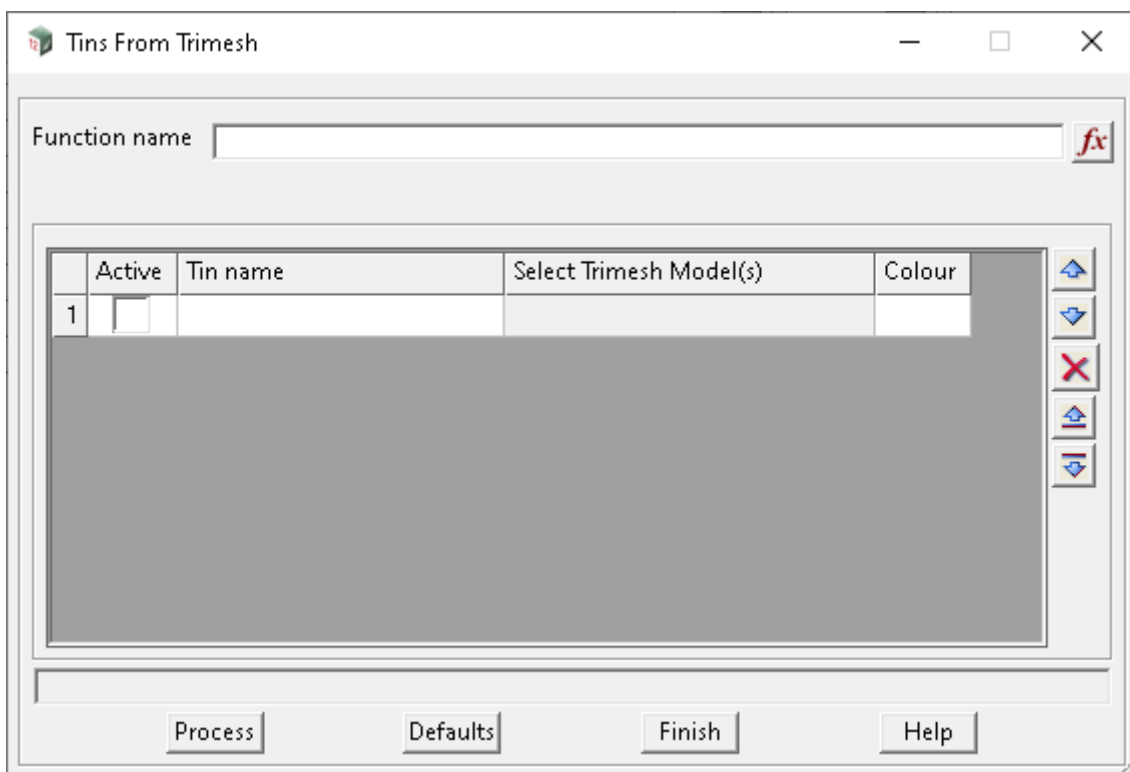 Tins From Trimesh
Function name
fx
Active Tin name Select Trimesh Model(s) Colour
1
Process Defaults Finish Help